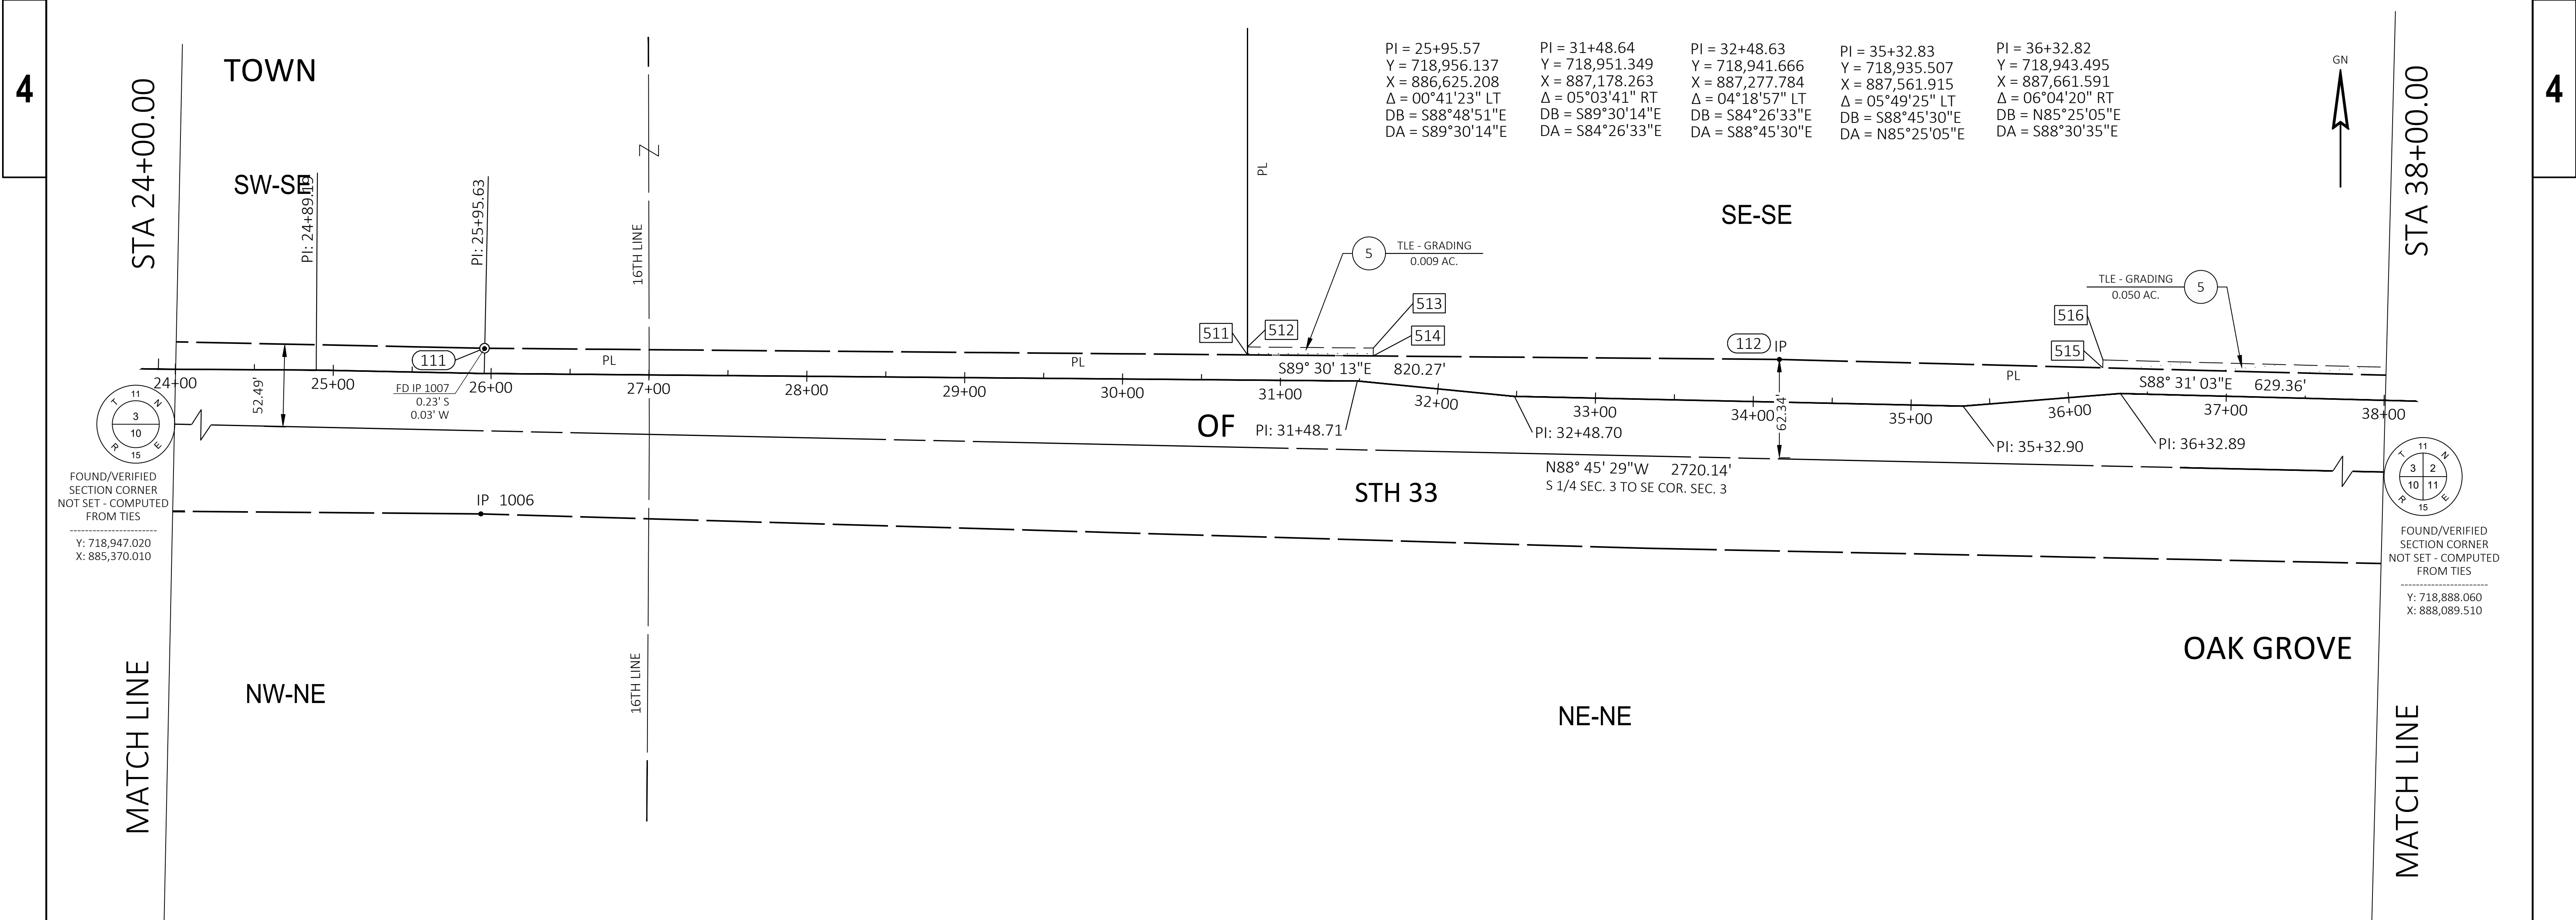 4
STA 24+00.00
TOWN
SW-SE
PI: 24+89.19
PI: 25+95.63
16TH LINE
PL
PI = 25+95.57
Y = 718,956.137
X = 886,625.208
Δ = 00°41'23" LT
DB = S88°48'51"E
DA = S89°30'14"E
PI = 31+48.64
Y = 718,951.349
X = 887,178.263
Δ = 05°03'41" RT
DB = S89°30'14"E
DA = S84°26'33"E
PI = 32+48.63
Y = 718,941.666
X = 887,277.784
Δ = 04°18'57" LT
DB = S84°26'33"E
DA = S88°45'30"E
PI = 35+32.83
Y = 718,935.507
X = 887,561.915
Δ = 05°49'25" LT
DB = S88°45'30"E
DA = N85°25'05"E
PI = 36+32.82
Y = 718,943.495
X = 887,661.591
Δ = 06°04'20" RT
DB = N85°25'05"E
DA = S88°30'35"E
GN
STA 38+00.00
4
SE-SE
5
TLE - GRADING
0.009 AC.
TLE - GRADING
0.050 AC.
5
511
512
513
514
112
IP
516
515
111
PL
PL
PL
S89° 30' 13"E 820.27'
S88° 31' 03"E 629.36'
24+00
25+00
26+00
27+00
28+00
29+00
30+00
31+00
32+00
33+00
34+00
35+00
36+00
37+00
38+00
52.49'
62.34'
FD IP 1007
0.23' S
0.03' W
OF
PI: 31+48.71
PI: 32+48.70
PI: 35+32.90
PI: 36+32.89
11
T N
3
10
R E
15
FOUND/VERIFIED
SECTION CORNER
NOT SET - COMPUTED
FROM TIES
Y: 718,947.020
X: 885,370.010
IP 1006
STH 33
N88° 45' 29"W 2720.14'
S 1/4 SEC. 3 TO SE COR. SEC. 3
11
T N
3 2
10 11
R E
15
FOUND/VERIFIED
SECTION CORNER
NOT SET - COMPUTED
FROM TIES
Y: 718,888.060
X: 888,089.510
OAK GROVE
MATCH LINE
NW-NE
16TH LINE
NE-NE
MATCH LINE